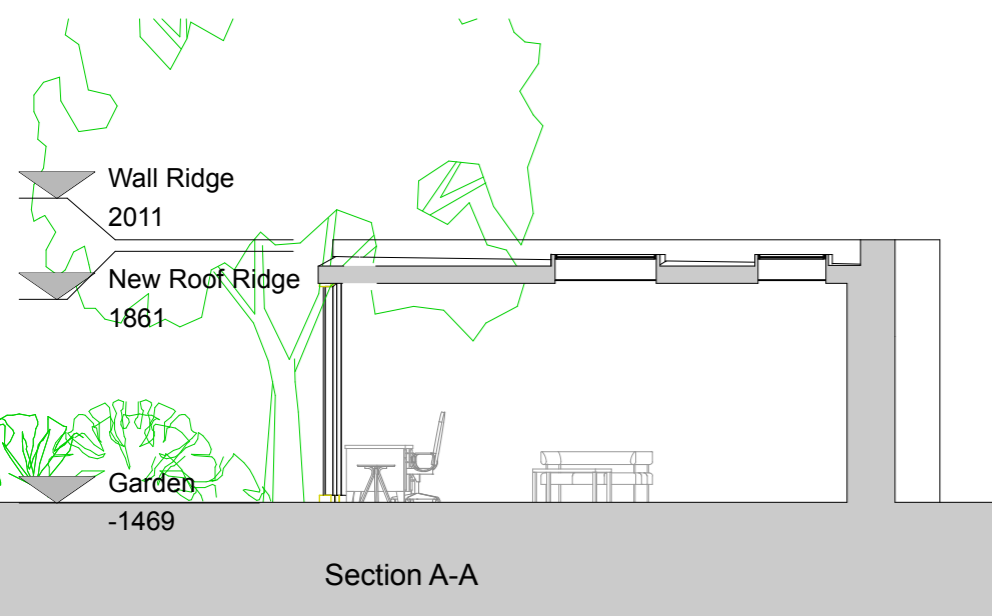 Wall Ridge
2011
New Roof Ridge
1861
Garden
-1469
Section A-A